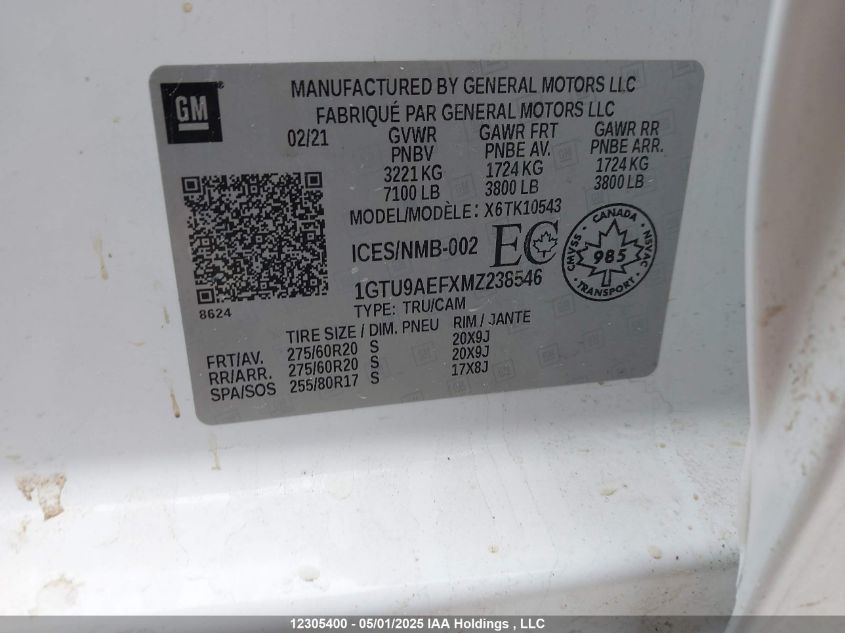 GM
MANUFACTURED BY GENERAL MOTORS LLC
FABRIQUÉ PAR GENERAL MOTORS LLC
02/21 GVWR GAWR FRT GAWR RR
PNBV PNBE AV. PNBE ARR.
3221 KG 1724 KG 1724 KG
7100 LB 3800 LB 3800 LB
MODEL/MODÈLE: X6TK10543
ICES/NMB-002 EC
CANADA
CMVSS 985 NSVAC
TRANSPORT
1GTU9AEFXMZ238546
TYPE: TRU/CAM
8624
TIRE SIZE / DIM. PNEU RIM / JANTE
FRT/AV. 275/60R20 S 20X9J
RR/ARR. 275/60R20 S 20X9J
SPA/SOS 255/80R17 S 17X8J
12305400 - 05/01/2025 IAA Holdings , LLC